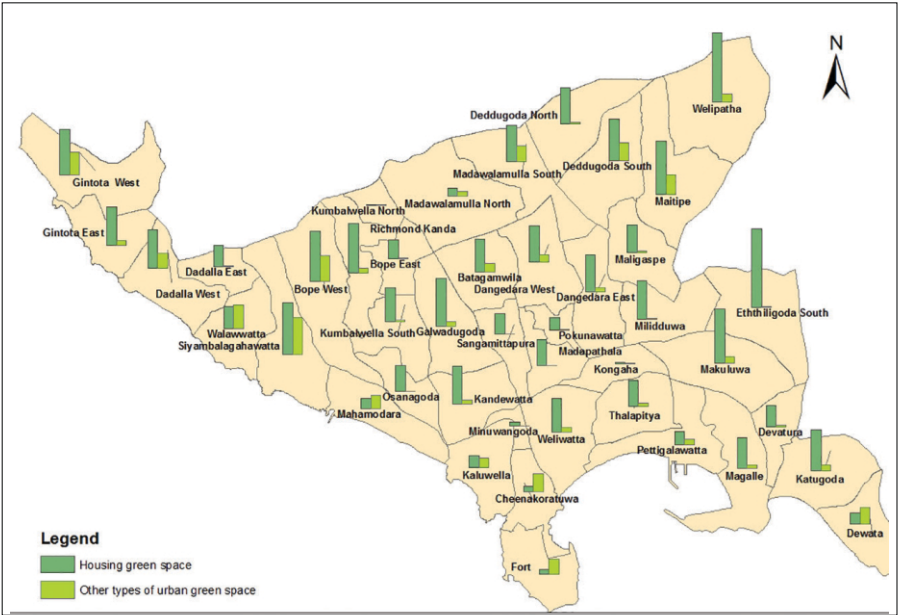 N
Welipatha
Deddugoda North
Deddugoda South
Madawalamulla South
Gintota West
Maitipe
Madawalamulla North
Kumbalwella North
Richmond Kanda
Gintota East
Maligaspe
Bope East
Dadalla East
Batagamwila
Dangedara West
Bope West
Dadalla West
Dangedara East
Eththiligoda South
Milidduwa
Walawwatta
Kumbalwella South
Galwadugoda
Pokunawatta
Siyambalagahawatta
Sangamittapura
Madapathala
Kongaha
Makuluwa
Osanagoda
Kandewatta
Mahamodara
Thalapitya
Minuwangoda
Devatura
Weliwatta
Pettigalawatta
Kaluwella
Magalle
Katugoda
Cheenakoratuwa
Dewata
Fort
Legend
Housing green space
Other types of urban green space